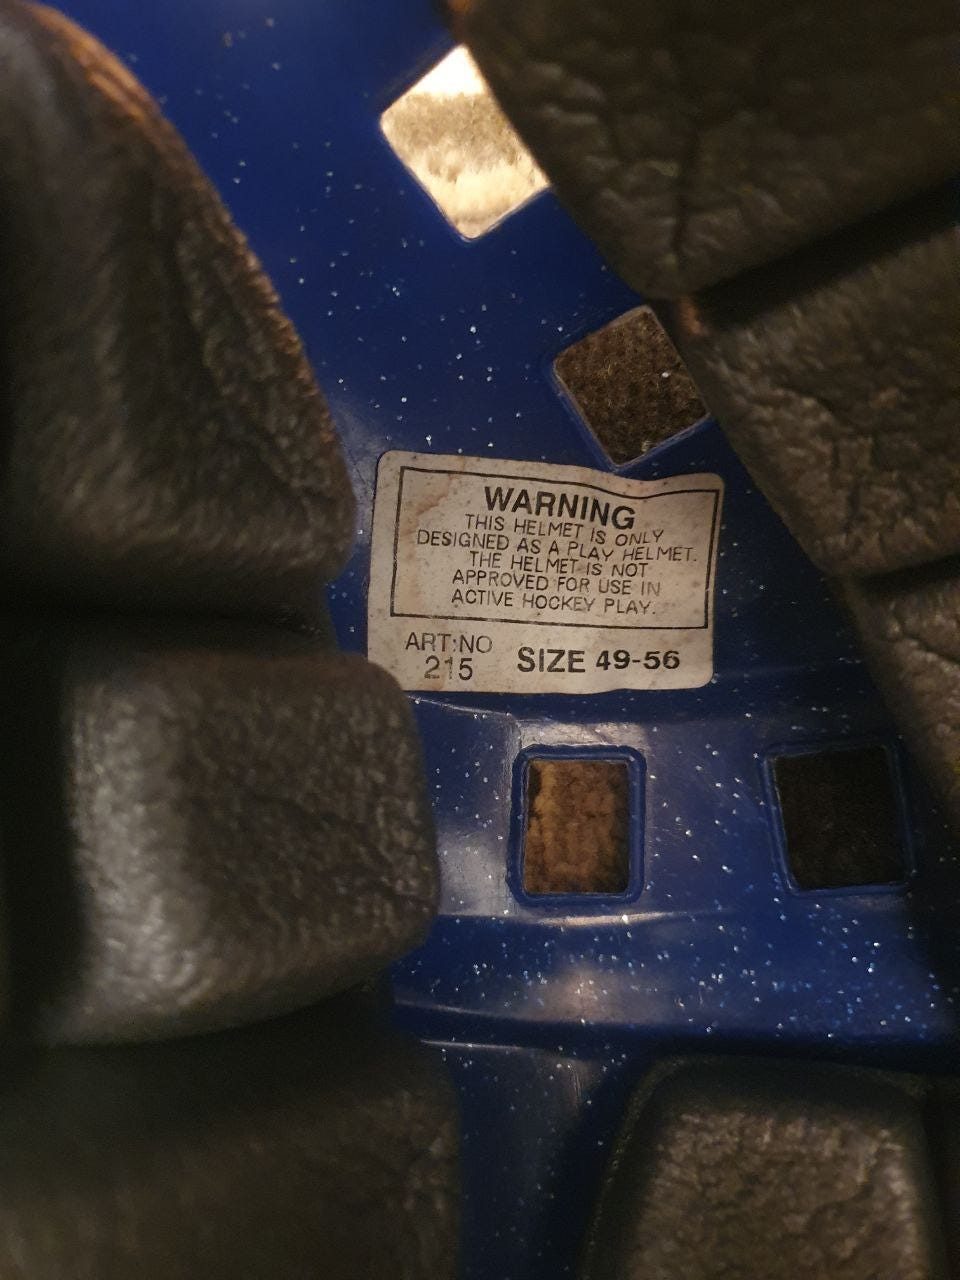 WARNING
THIS HELMET IS ONLY
DESIGNED AS A PLAY HELMET.
THE HELMET IS NOT
APPROVED FOR USE IN
ACTIVE HOCKEY PLAY.
ART:NO
215
SIZE 49-56